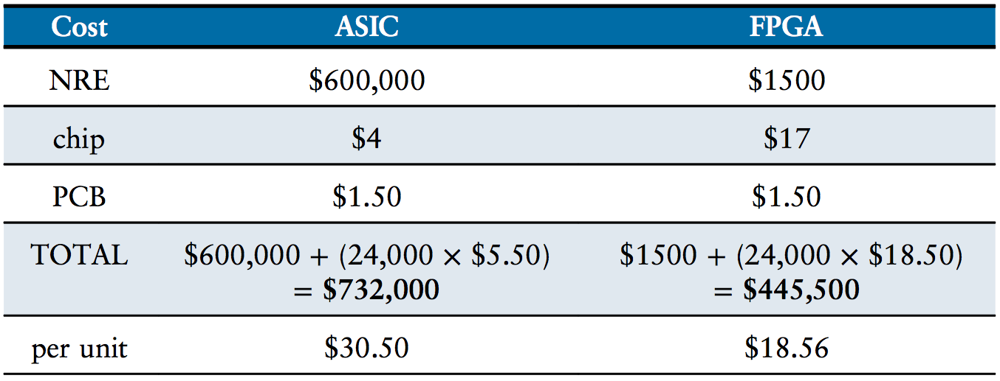 Cost ASIC FPGA
NRE $600,000 $1500
chip $4 $17
PCB $1.50 $1.50
TOTAL $600,000 + (24,000 × $5.50) $1500 + (24,000 × $18.50)
= $732,000 = $445,500
per unit $30.50 $18.56